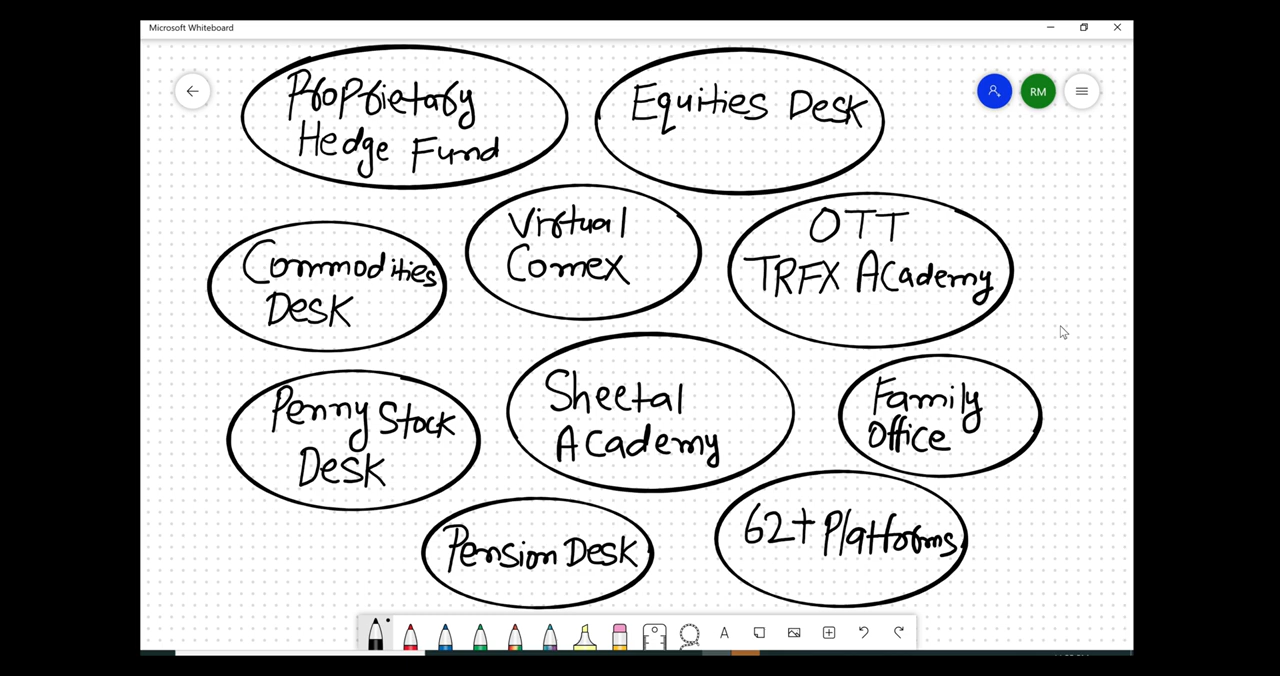 Microsoft Whiteboard
RM
Proprietary
Hedge Fund
Equities Desk
Commodities
Desk
Virtual
Comex
OTT
TRFX Academy
Penny Stock
Desk
Sheetal
Academy
Family
Office
Pension Desk
62+ Platforms
A